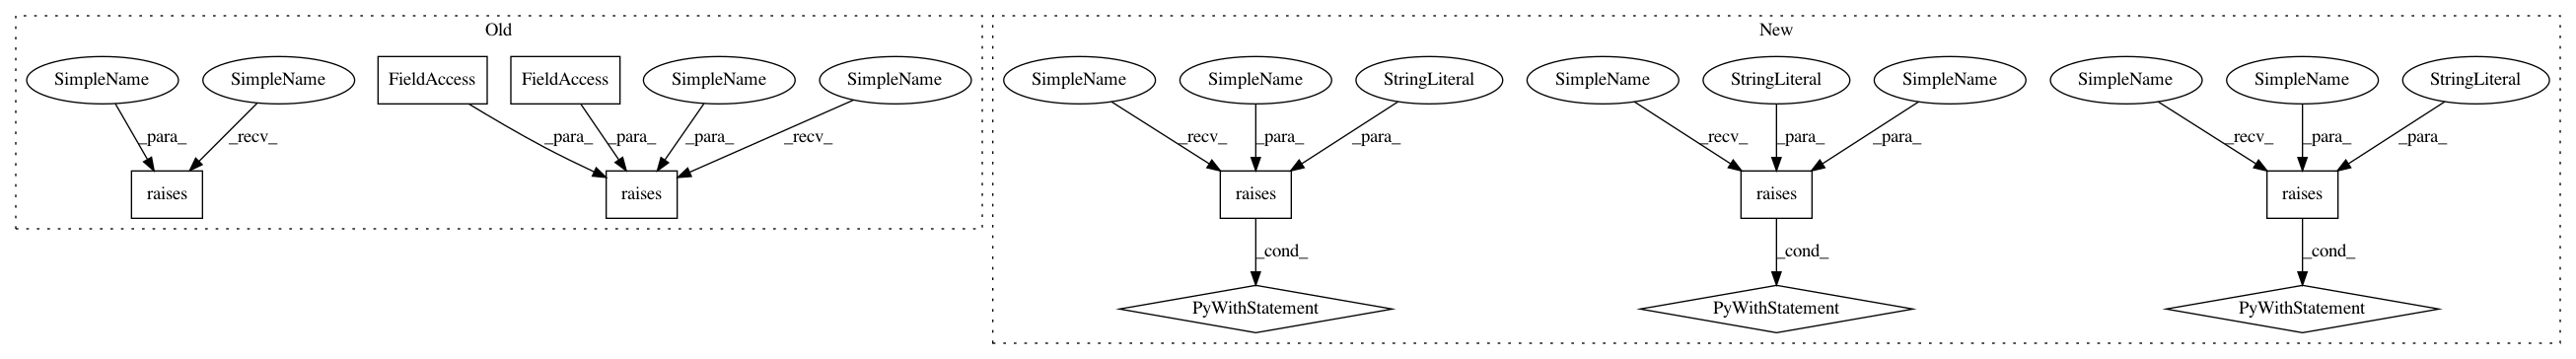 Old New
SimpleName SimpleName FieldAccess FieldAccess SimpleName SimpleName SimpleName SimpleName StringLiteral SimpleName StringLiteral SimpleName SimpleName SimpleName StringLiteral
_para_ _recv_ _para_ _para_ _para_ _recv_ _recv_ _para_ _para_ _recv_ _para_ _para_ _recv_ _para_ _para_
raises raises raises raises raises
_cond_ _cond_ _cond_
PyWithStatement PyWithStatement PyWithStatement